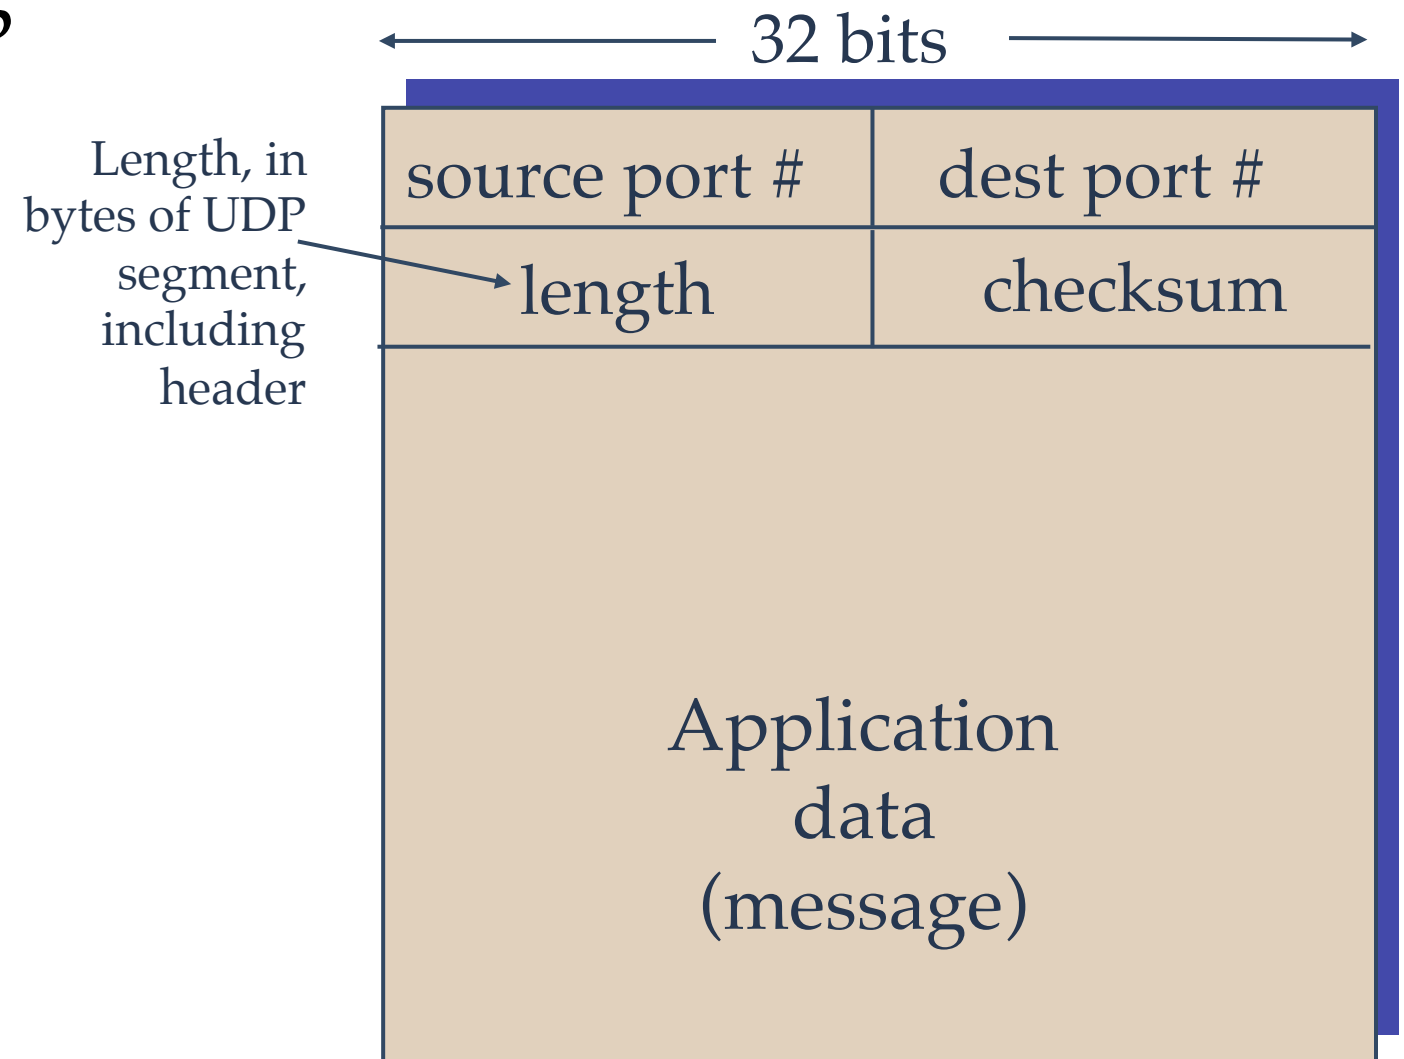 32 bits
Length, in
bytes of UDP
segment,
including
header
source port #
dest port #
length
checksum
Application
data
(message)